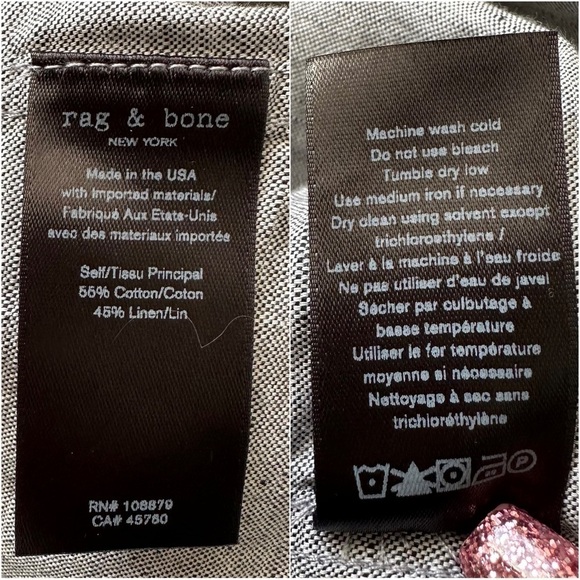 rag & bone
NEW YORK
Made in the USA
with imported materials/
Fabriqué Aux Etats-Unis
avec des materiaux importés
Self/Tissu Principal
55% Cotton/Coton
45% Linen/Lin
RN# 108879
CA# 45760
Machine wash cold
Do not use bleach
Tumble dry low
Use medium iron if necessary
Dry clean using solvent except
trichloroethylene /
Laver à la machine à l'eau froide
Ne pas utiliser d'eau de javel
Sécher par culbutage à
basse température
Utiliser le fer température
moyenne si nécessaire
Nettoyage à sec sans
trichloréthylène
P